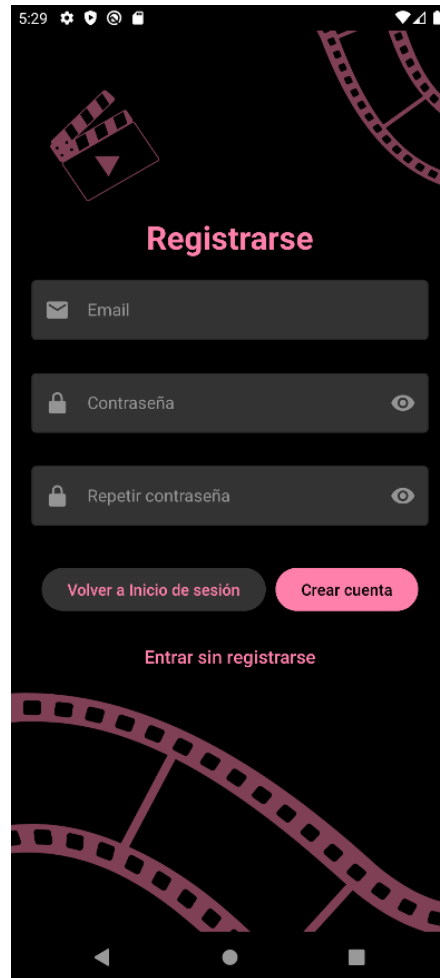 5:29
Registrarse
Email
Contraseña
Repetir contraseña
Volver a Inicio de sesión
Crear cuenta
Entrar sin registrarse